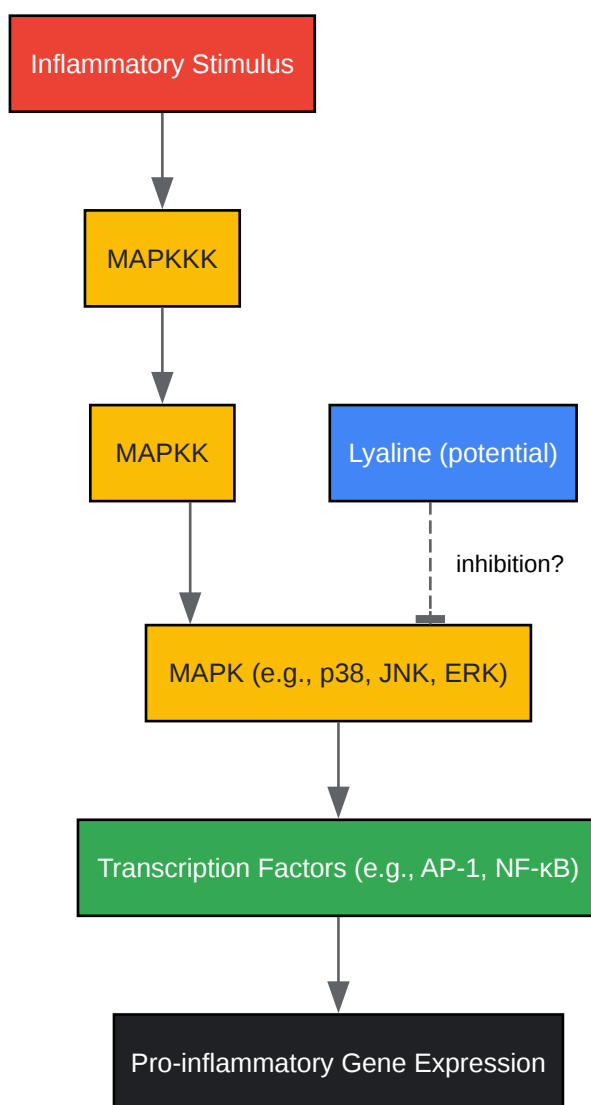 Inflammatory Stimulus
MAPKKK
MAPKK
Lyaline (potential)
inhibition?
MAPK (e.g., p38, JNK, ERK)
Transcription Factors (e.g., AP-1, NF-κB)
Pro-inflammatory Gene Expression